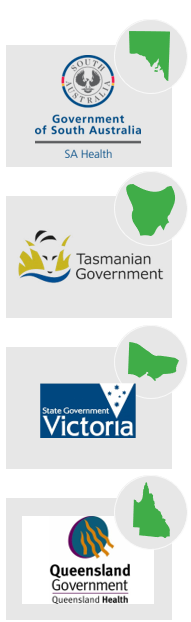 SOUTH
AUSTRALIA
Government
of South Australia
SA Health
Tasmanian
Government
State Government
Victoria
Queensland
Government
Queensland Health